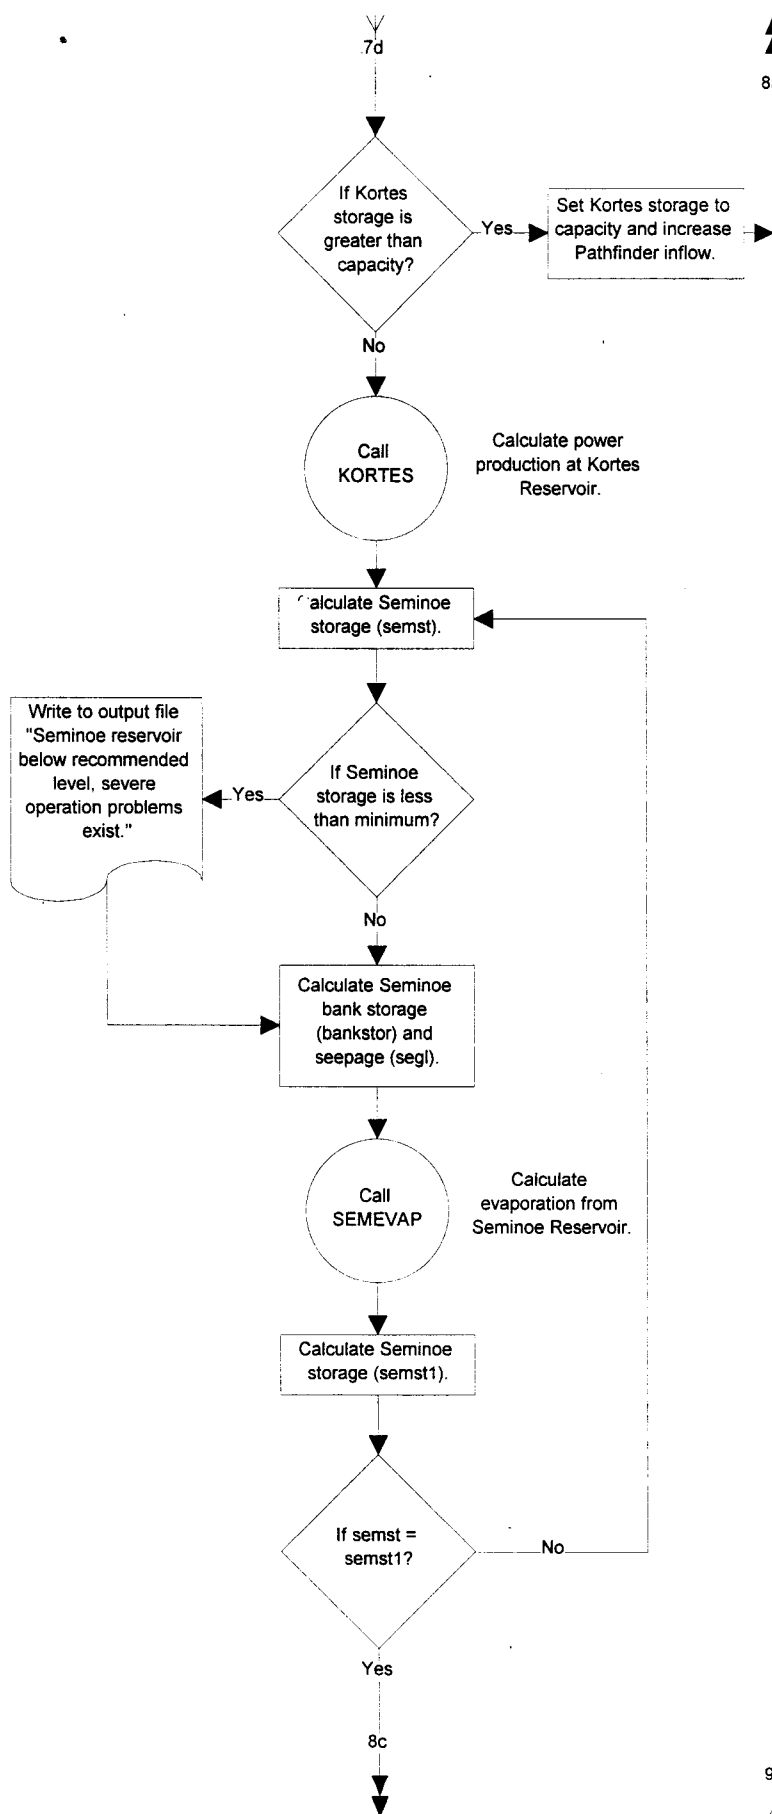 7d
8
If Kortes
storage is
greater than
capacity?
Yes
Set Kortes storage to
capacity and increase
Pathfinder inflow.
No
Call
KORTES
Calculate power
production at Kortes
Reservoir.
alculate Seminoe
storage (semst).
Write to output file
"Seminoe reservoir
below recommended
level, severe
operation problems
exist."
Yes
If Seminoe
storage is less
than minimum?
No
Calculate Seminoe
bank storage
(bankstor) and
seepage (segl).
Call
SEMEVAP
Calculate
evaporation from
Seminoe Reservoir.
Calculate Seminoe
storage (semst1).
If semst =
semst1?
No
Yes
8c
9